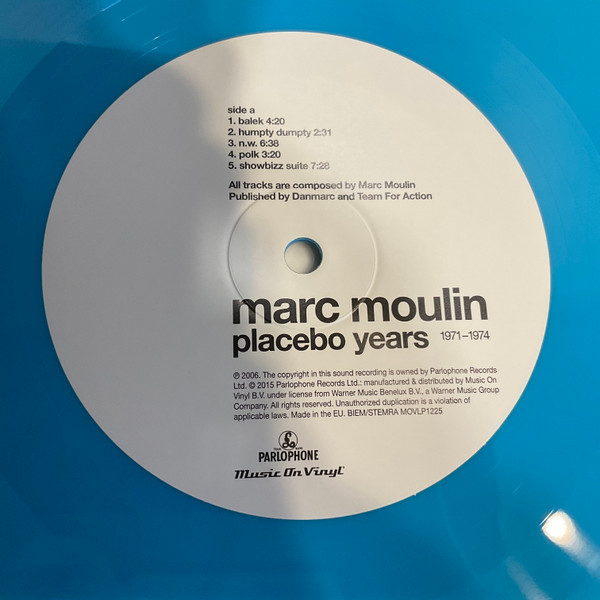 side a
1. balek 4:20
2. humpty dumpty 2:31
3. n.w. 6:38
4. polk 3:20
5. showbizz suite 7:28
All tracks are composed by Marc Moulin
Published by Danmarc and Team For Action
marc moulin
placebo years 1971–1974
℗ 2006. The copyright in this sound recording is owned by Parlophone Records
Ltd. © 2015 Parlophone Records Ltd.: manufactured & distributed by Music On
Vinyl B.V. under license from Warner Music Benelux B.V., a Warner Music Group
Company. All rights reserved. Unauthorized duplication is a violation of
applicable laws. Made in the EU. BIEM/STEMRA MOVLP1225
PARLOPHONE
Music On Vinyl